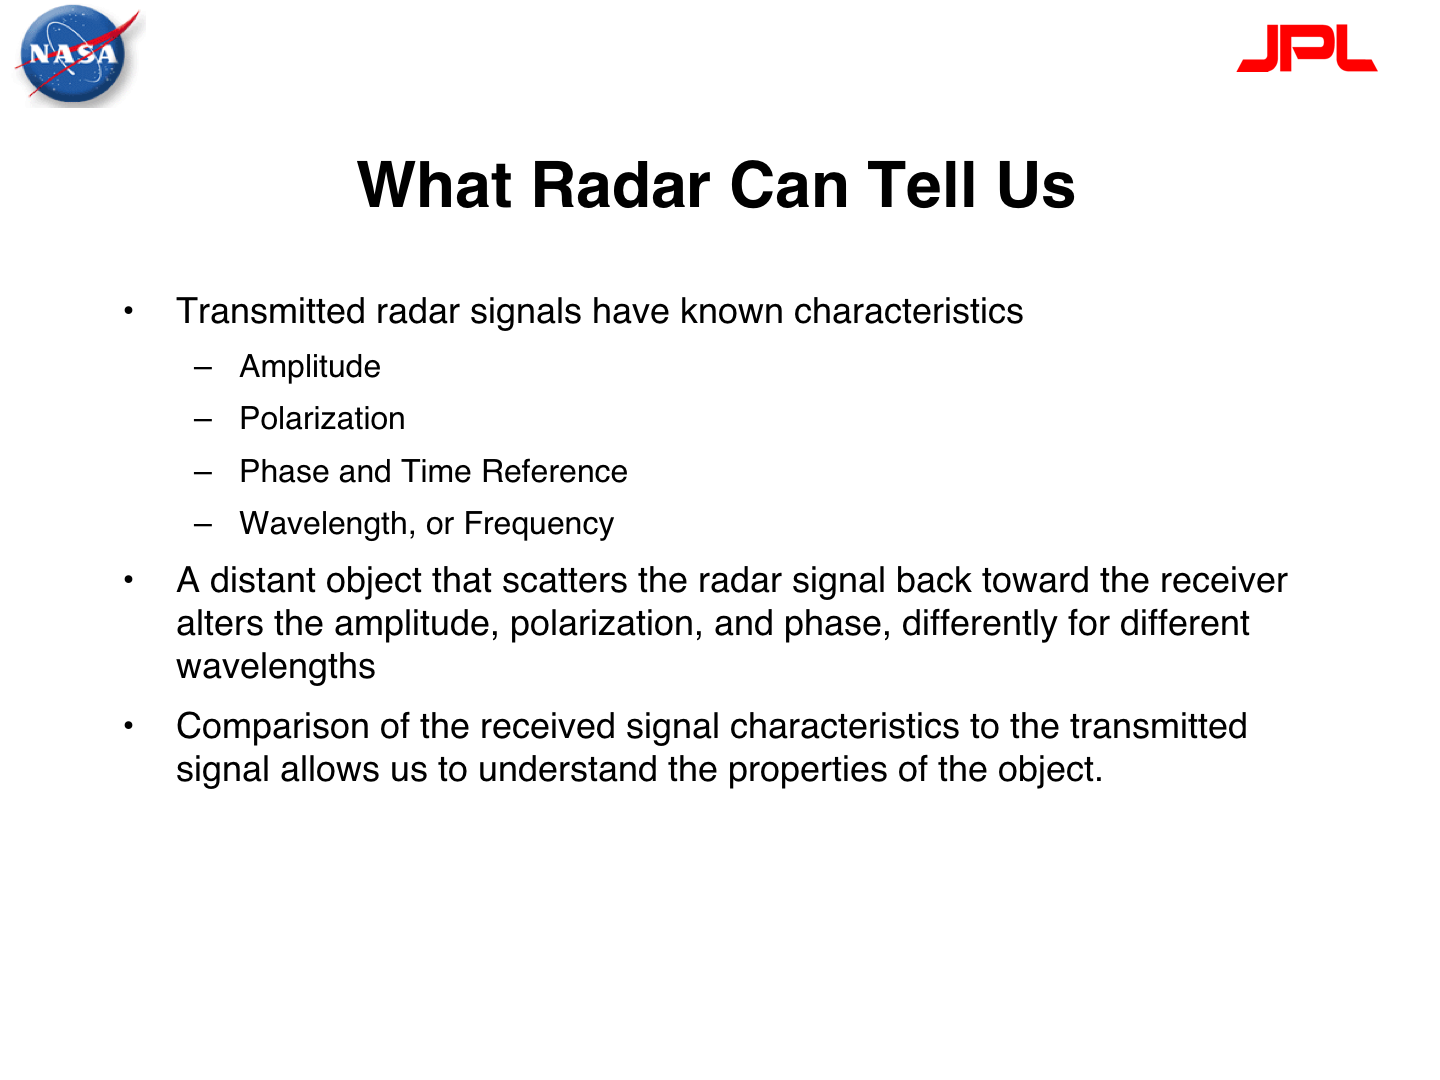 NASA
JPL
What Radar Can Tell Us
• Transmitted radar signals have known characteristics
– Amplitude
– Polarization
– Phase and Time Reference
– Wavelength, or Frequency
• A distant object that scatters the radar signal back toward the receiver
alters the amplitude, polarization, and phase, differently for different
wavelengths
• Comparison of the received signal characteristics to the transmitted
signal allows us to understand the properties of the object.